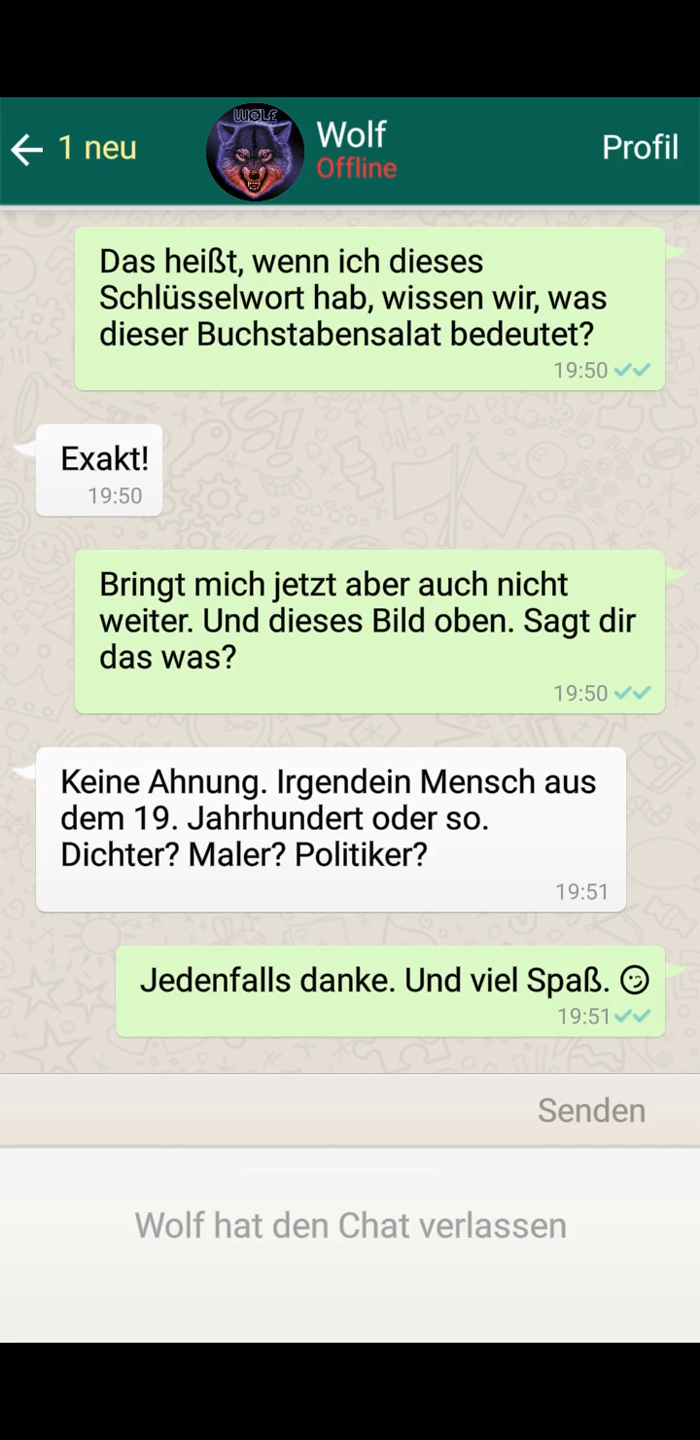 1 neu
WOLF
Wolf
Offline
Profil
Das heißt, wenn ich dieses
Schlüsselwort hab, wissen wir, was
dieser Buchstabensalat bedeutet?
19:50
Exakt!
19:50
Bringt mich jetzt aber auch nicht
weiter. Und dieses Bild oben. Sagt dir
das was?
19:50
Keine Ahnung. Irgendein Mensch aus
dem 19. Jahrhundert oder so.
Dichter? Maler? Politiker?
19:51
Jedenfalls danke. Und viel Spaß.
19:51
Senden
Wolf hat den Chat verlassen